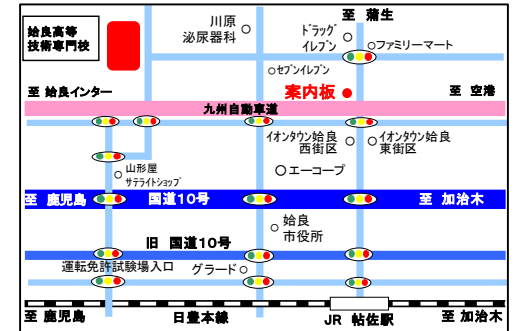 姶良高等
技術専門校
川原
泌尿器科
至 蒲生
ドラッグ
イレブン
ファミリーマート
セブンイレブン
至 姶良インター
案内板
至 空港
九州自動車道
イオンタウン姶良
西街区
イオンタウン姶良
東街区
山形屋
サテライトショップ
エーコープ
至 鹿児島
国道10号
至 加治木
姶良
市役所
旧 国道10号
運転免許試験場入口
グラード
至 鹿児島
日豊本線
JR 帖佐駅
至 加治木